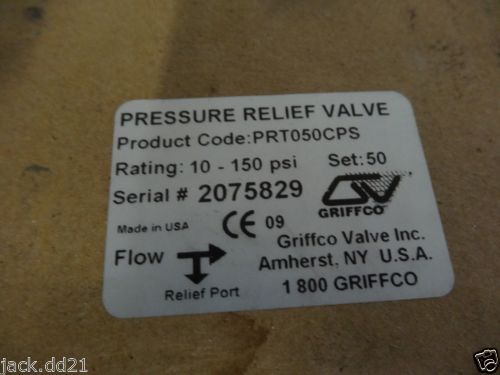 PRESSURE RELIEF VALVE
Product Code:PRT050CPS
Rating: 10 - 150 psi Set:50
Serial # 2075829
GRIFFCO
Made in USA CE 09
Griffco Valve Inc.
Flow
Amherst, NY U.S.A.
Relief Port
1 800 GRIFFCO
jack.dd21